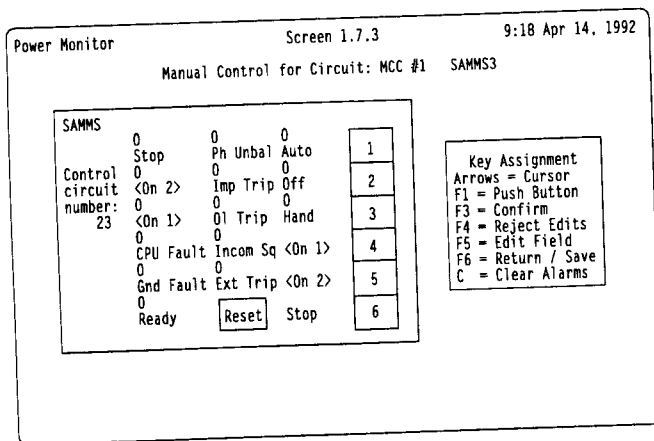 Power Monitor Screen 1.7.3 9:18 Apr 14, 1992
Manual Control for Circuit: MCC #1 SAMMS3
SAMMS
0 0 0
Stop Ph Unbal Auto 1
Control 0 0 0
circuit <On 2> Imp Trip Off 2
number: 0 0 0
23 <On 1> Ol Trip Hand 3
0 0
CPU Fault Incom Sq <On 1> 4
0 0
Gnd Fault Ext Trip <On 2> 5
0
Ready Reset Stop 6
Key Assignment
Arrows = Cursor
F1 = Push Button
F3 = Confirm
F4 = Reject Edits
F5 = Edit Field
F6 = Return / Save
C = Clear Alarms